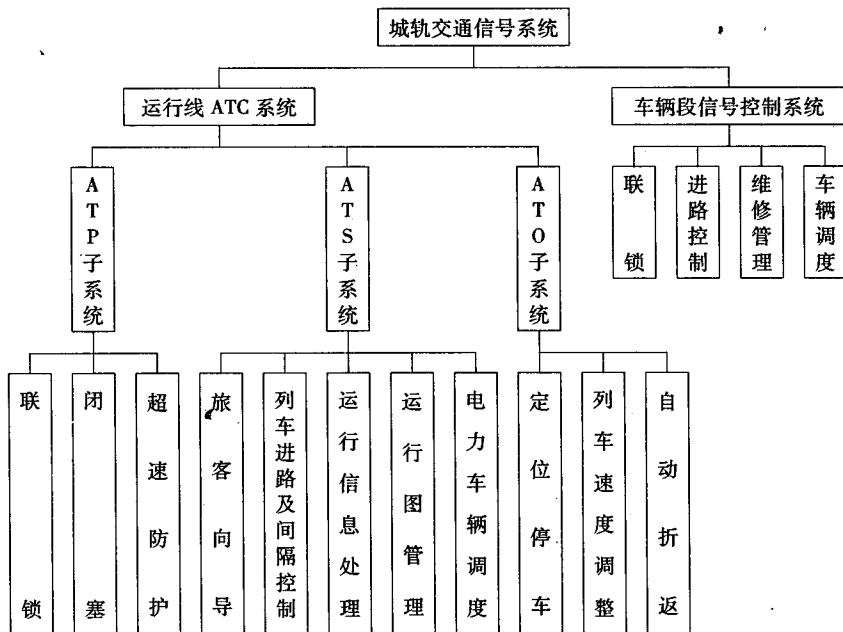 城轨交通信号系统
运行线 ATC 系统
车辆段信号控制系统
ATP子系统
ATS子系统
ATO子系统
联锁
进路控制
维修管理
车辆调度
联锁
闭塞
超速防护
旅客向导
列车进路及间隔控制
运行信息处理
运行图管理
电力车辆调度
定位停车
列车速度调整
自动折返